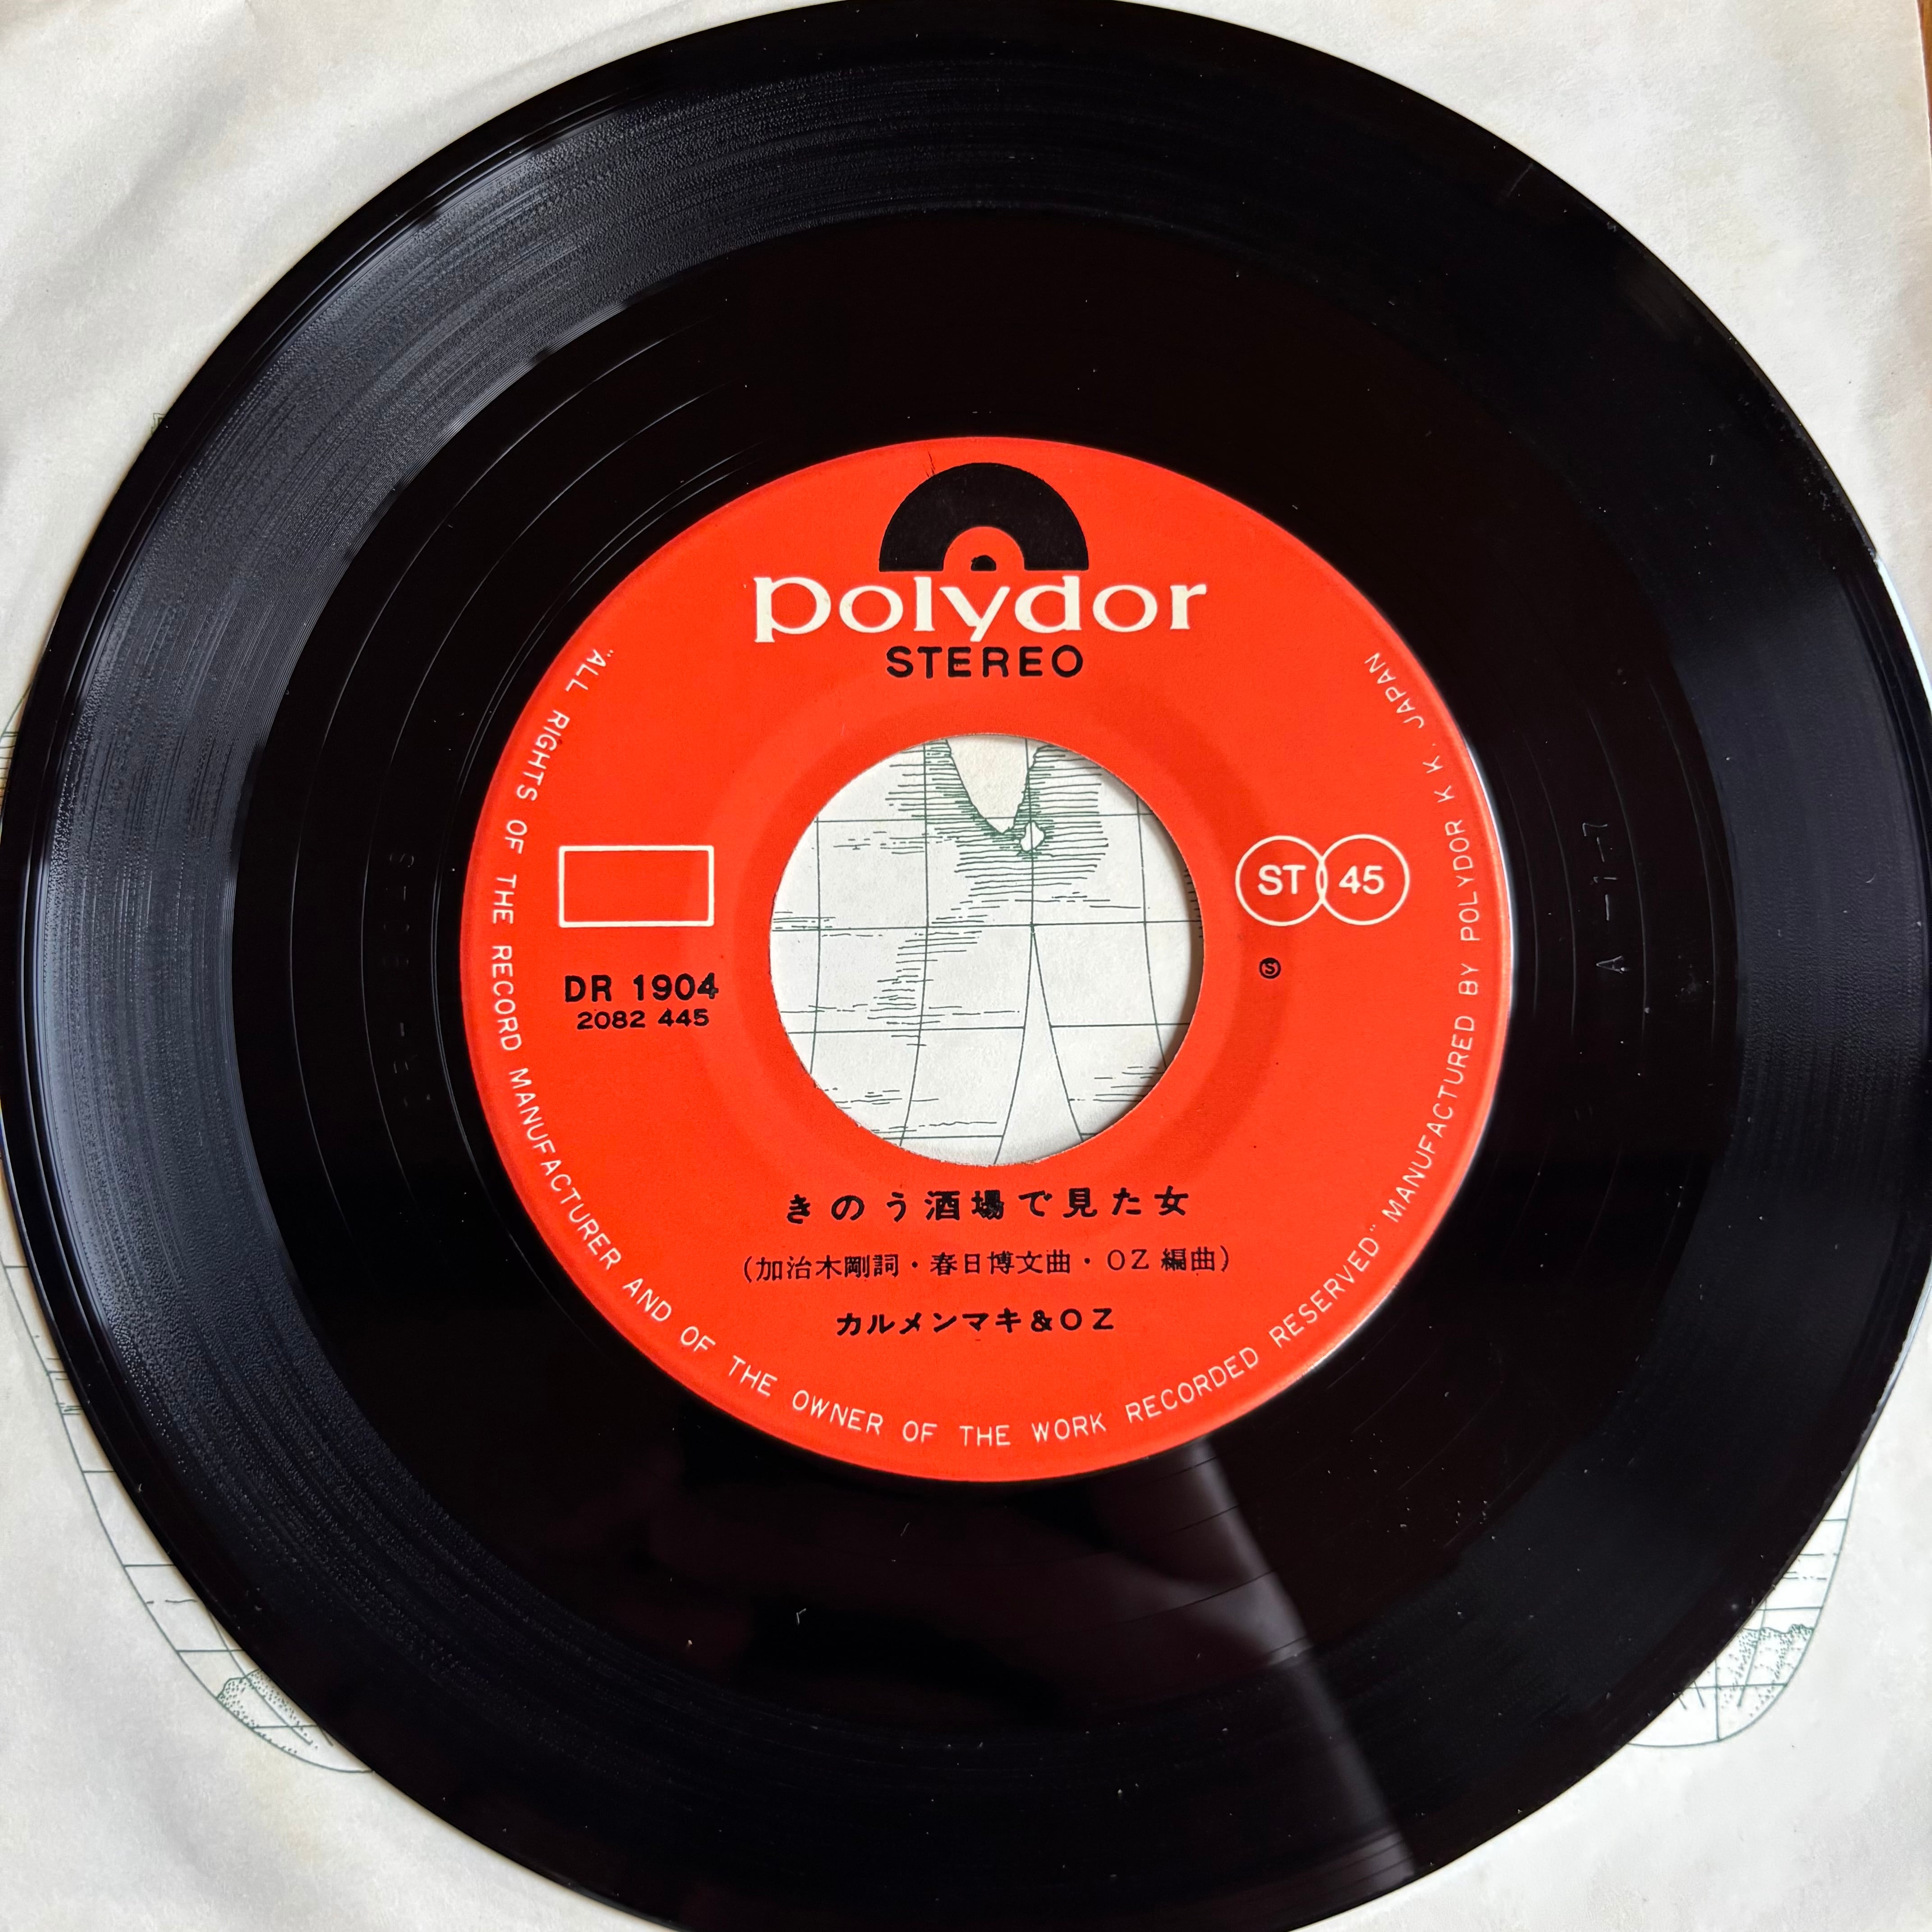 polydor
STEREO
ST 45
Ⓢ
DR 1904
2082 445
きのう酒場で見た女
(加治木剛詞・春日博文曲・OZ 編曲)
カルメンマキ&OZ
"ALL RIGHTS OF THE RECORD MANUFACTURER AND OF THE OWNER OF THE WORK RECORDED RESERVED" MANUFACTURED BY POLYDOR K K. JAPAN